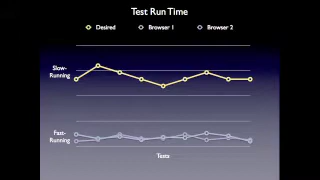 Test Run Time
Desired Browser 1 Browser 2
Slow-
Running
Fast-
Running
Tests